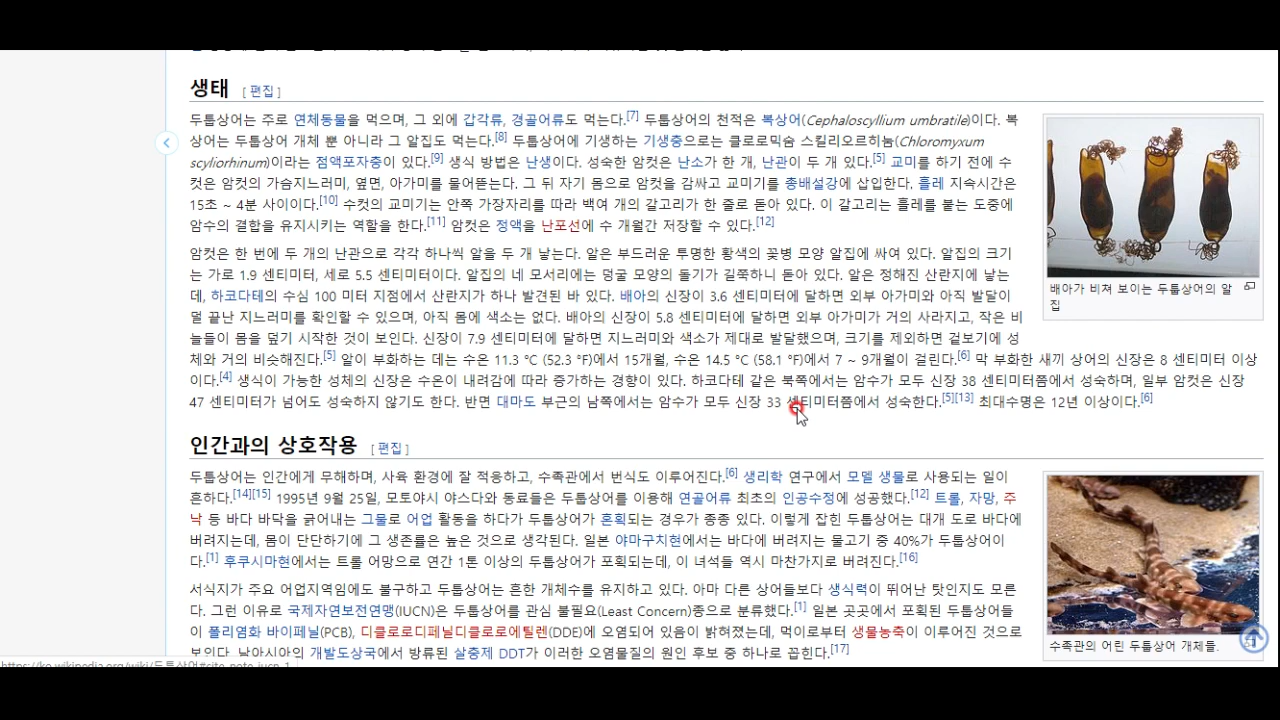 생태 [ 편집 ]
두툽상어는 주로 연체동물을 먹으며, 그 외에 갑각류, 경골어류도 먹는다.[7] 두툽상어의 천적은 복상어(Cephaloscyllium umbratile)이다. 복
상어는 두툽상어 개체 뿐 아니라 그 알집도 먹는다.[8] 두툽상어에 기생하는 기생충으로는 클로로믹숨 스킬리오르히눔(Chloromyxum
scyliorhinum)이라는 점액포자충이 있다.[9] 생식 방법은 난생이다. 성숙한 암컷은 난소가 한 개, 난관이 두 개 있다.[5] 교미를 하기 전에 수
컷은 암컷의 가슴지느러미, 옆면, 아가미를 물어뜯는다. 그 뒤 자기 몸으로 암컷을 감싸고 교미기를 총배설강에 삽입한다. 흘레 지속시간은
15초 ~ 4분 사이이다.[10] 수컷의 교미기는 안쪽 가장자리를 따라 백여 개의 갈고리가 한 줄로 돋아 있다. 이 갈고리는 흘레를 붙는 도중에
암수의 결합을 유지시키는 역할을 한다.[11] 암컷은 정액을 난포선에 수 개월간 저장할 수 있다.[12]
암컷은 한 번에 두 개의 난관으로 각각 하나씩 알을 두 개 낳는다. 알은 부드러운 투명한 황색의 꽃병 모양 알집에 싸여 있다. 알집의 크기
는 가로 1.9 센티미터, 세로 5.5 센티미터이다. 알집의 네 모서리에는 덩굴 모양의 돌기가 길쭉하니 돋아 있다. 알은 정해진 산란지에 낳는
데, 하코다테의 수심 100 미터 지점에서 산란지가 하나 발견된 바 있다. 배아의 신장이 3.6 센티미터에 달하면 외부 아가미와 아직 발달이
덜 끝난 지느러미를 확인할 수 있으며, 아직 몸에 색소는 없다. 배아의 신장이 5.8 센티미터에 달하면 외부 아가미가 거의 사라지고, 작은 비
늘들이 몸을 덮기 시작한 것이 보인다. 신장이 7.9 센티미터에 달하면 지느러미와 색소가 제대로 발달했으며, 크기를 제외하면 겉보기에 성
체와 거의 비슷해진다.[5] 알이 부화하는 데는 수온 11.3 °C (52.3 °F)에서 15개월, 수온 14.5 °C (58.1 °F)에서 7 ~ 9개월이 걸린다.[6] 막 부화한 새끼 상어의 신장은 8 센티미터 이상
이다.[4] 생식이 가능한 성체의 신장은 수온이 내려감에 따라 증가하는 경향이 있다. 하코다테 같은 북쪽에서는 암수가 모두 신장 38 센티미터쯤에서 성숙하며, 일부 암컷은 신장
47 센티미터가 넘어도 성숙하지 않기도 한다. 반면 대마도 부근의 남쪽에서는 암수가 모두 신장 33 센티미터쯤에서 성숙한다.[5][13] 최대수명은 12년 이상이다.[6]
배아가 비쳐 보이는 두툽상어의 알
집
인간과의 상호작용 [ 편집 ]
두툽상어는 인간에게 무해하며, 사육 환경에 잘 적응하고, 수족관에서 번식도 이루어진다.[6] 생리학 연구에서 모델 생물로 사용되는 일이
흔하다.[14][15] 1995년 9월 25일, 모토야시 야스다와 동료들은 두툽상어를 이용해 연골어류 최초의 인공수정에 성공했다.[12] 트롤, 자망, 주
낙 등 바다 바닥을 긁어내는 그물로 어업 활동을 하다가 두툽상어가 혼획되는 경우가 종종 있다. 이렇게 잡힌 두툽상어는 대개 도로 바다에
버려지는데, 몸이 단단하기에 그 생존률은 높은 것으로 생각된다. 일본 야마구치현에서는 바다에 버려지는 물고기 중 40%가 두툽상어이
다.[1] 후쿠시마현에서는 트롤 어망으로 연간 1톤 이상의 두툽상어가 포획되는데, 이 녀석들 역시 마찬가지로 버려진다.[16]
서식지가 주요 어업지역임에도 불구하고 두툽상어는 흔한 개체수를 유지하고 있다. 아마 다른 상어들보다 생식력이 뛰어난 탓인지도 모른
다. 그런 이유로 국제자연보전연맹(IUCN)은 두툽상어를 관심 불필요(Least Concern)종으로 분류했다.[1] 일본 곳곳에서 포획된 두툽상어들
이 폴리염화 바이페닐(PCB), 디클로로디페닐디클로로에틸렌(DDE)에 오염되어 있음이 밝혀졌는데, 먹이로부터 생물농축이 이루어진 것으로
보인다. 남아시아의 개발도상국에서 방류된 살충제 DDT가 이러한 오염물질의 원인 후보 중 하나로 꼽힌다.[17]
수족관의 어린 두툽상어 개체들.
https://ko.wikipedia.org/wiki/두툽상어#cite_note-iucn-1